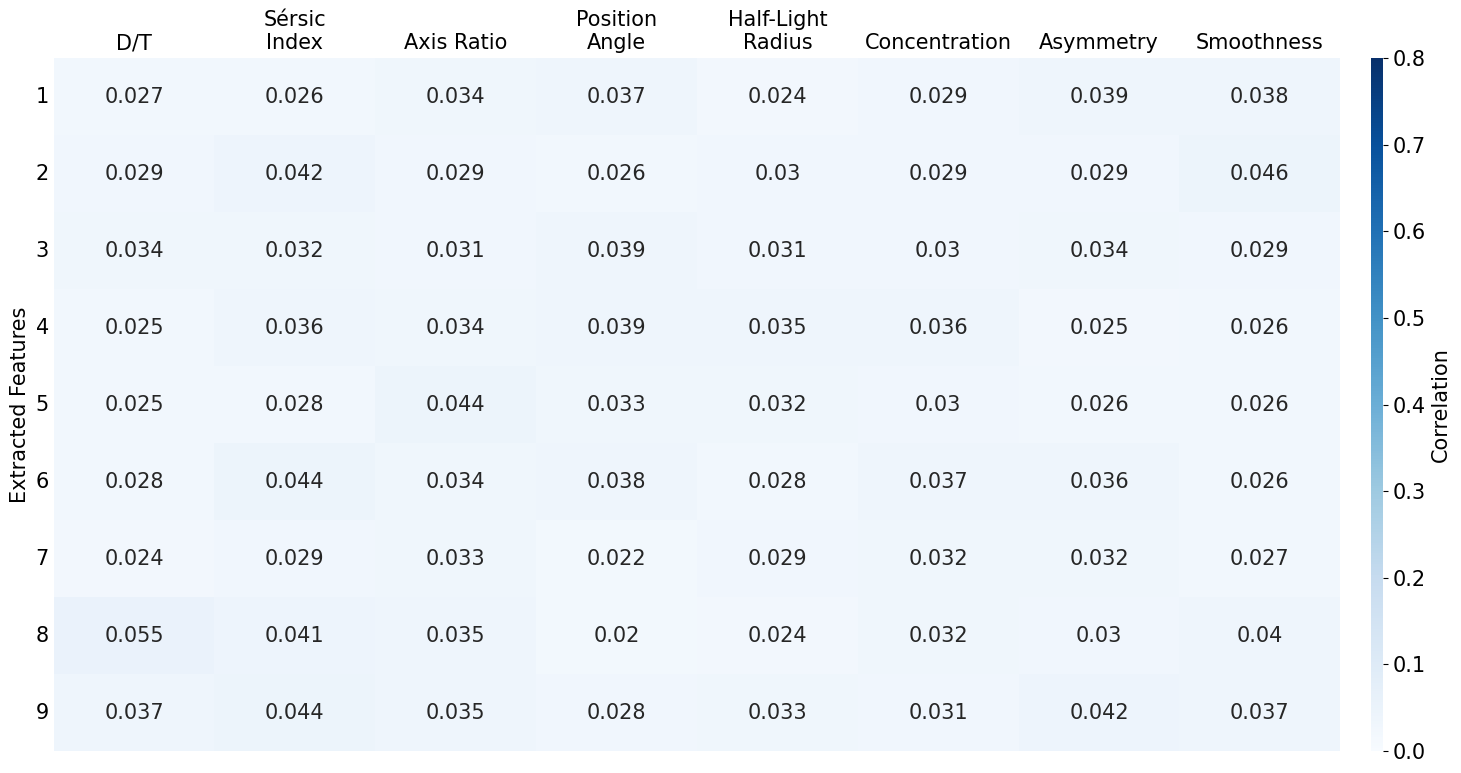 D/T Sérsic Index Axis Ratio Position Angle Half-Light Radius Concentration Asymmetry Smoothness
1 0.027 0.026 0.034 0.037 0.024 0.029 0.039 0.038
2 0.029 0.042 0.029 0.026 0.03 0.029 0.029 0.046
3 0.034 0.032 0.031 0.039 0.031 0.03 0.034 0.029
4 0.025 0.036 0.034 0.039 0.035 0.036 0.025 0.026
5 0.025 0.028 0.044 0.033 0.032 0.03 0.026 0.026
6 0.028 0.044 0.034 0.038 0.028 0.037 0.036 0.026
7 0.024 0.029 0.033 0.022 0.029 0.032 0.032 0.027
8 0.055 0.041 0.035 0.02 0.024 0.032 0.03 0.04
9 0.037 0.044 0.035 0.028 0.033 0.031 0.042 0.037
Extracted Features
0.8
0.7
0.6
0.5
0.4
0.3
0.2
0.1
0.0
Correlation